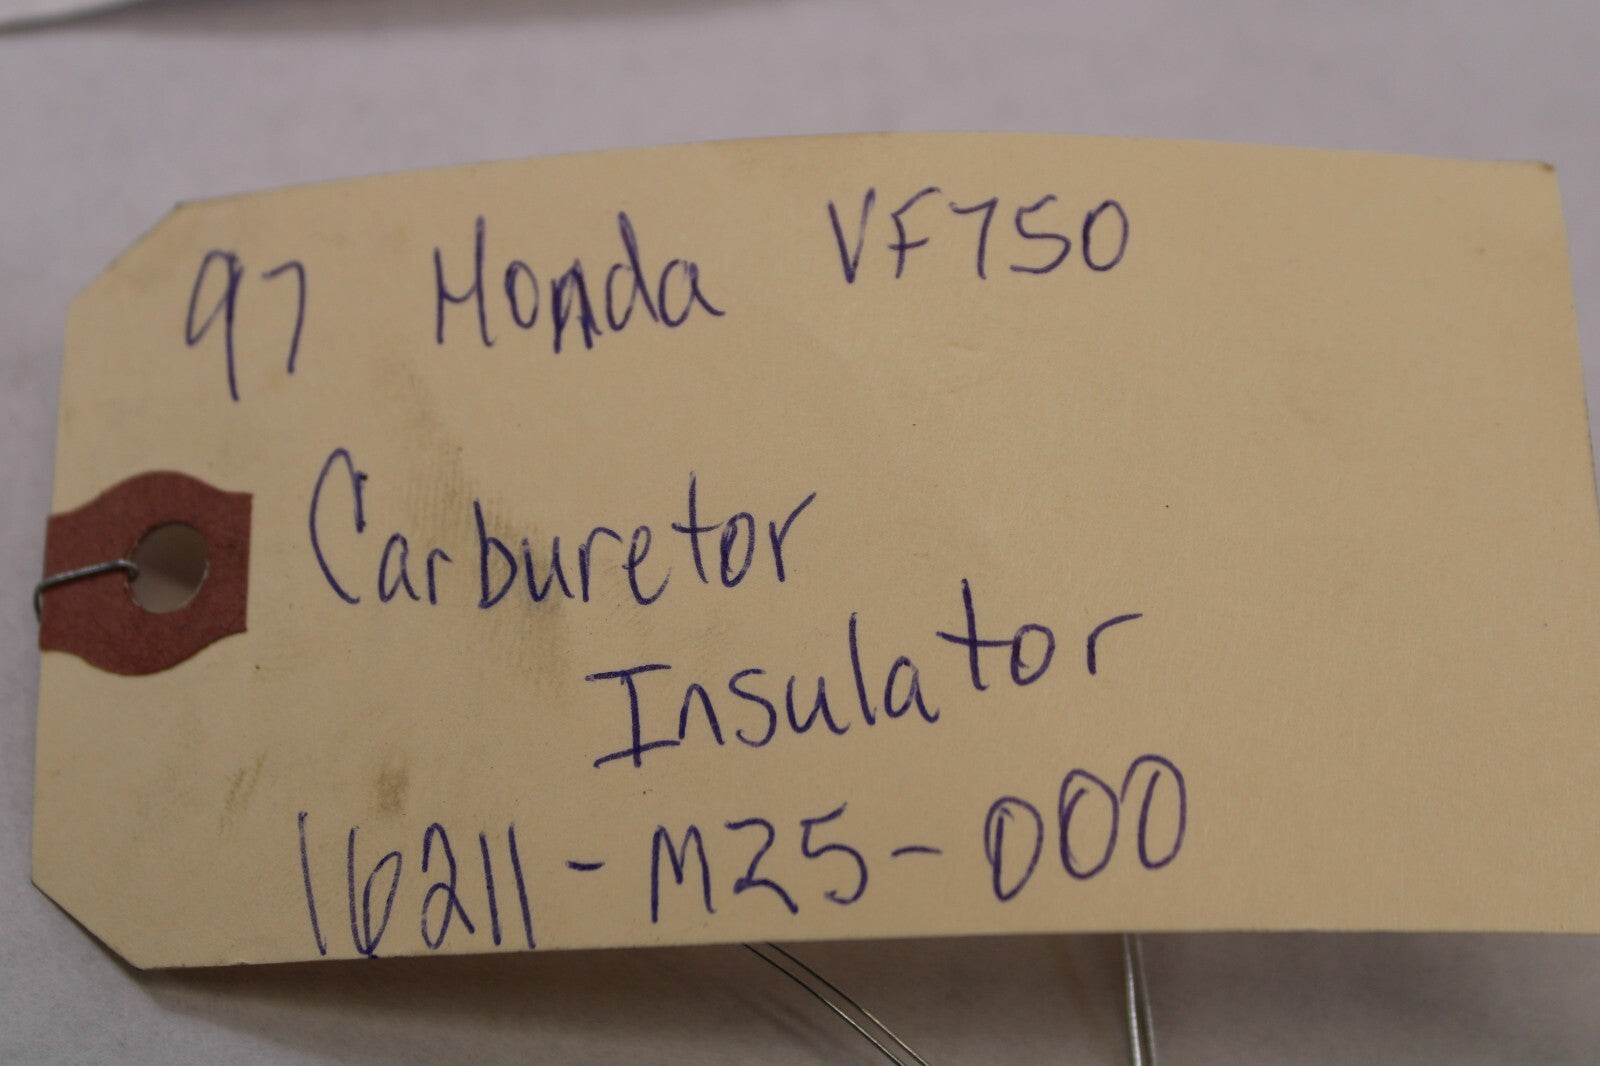 97 Honda VF750
Carburetor
Insulator
16211-MZ5-000